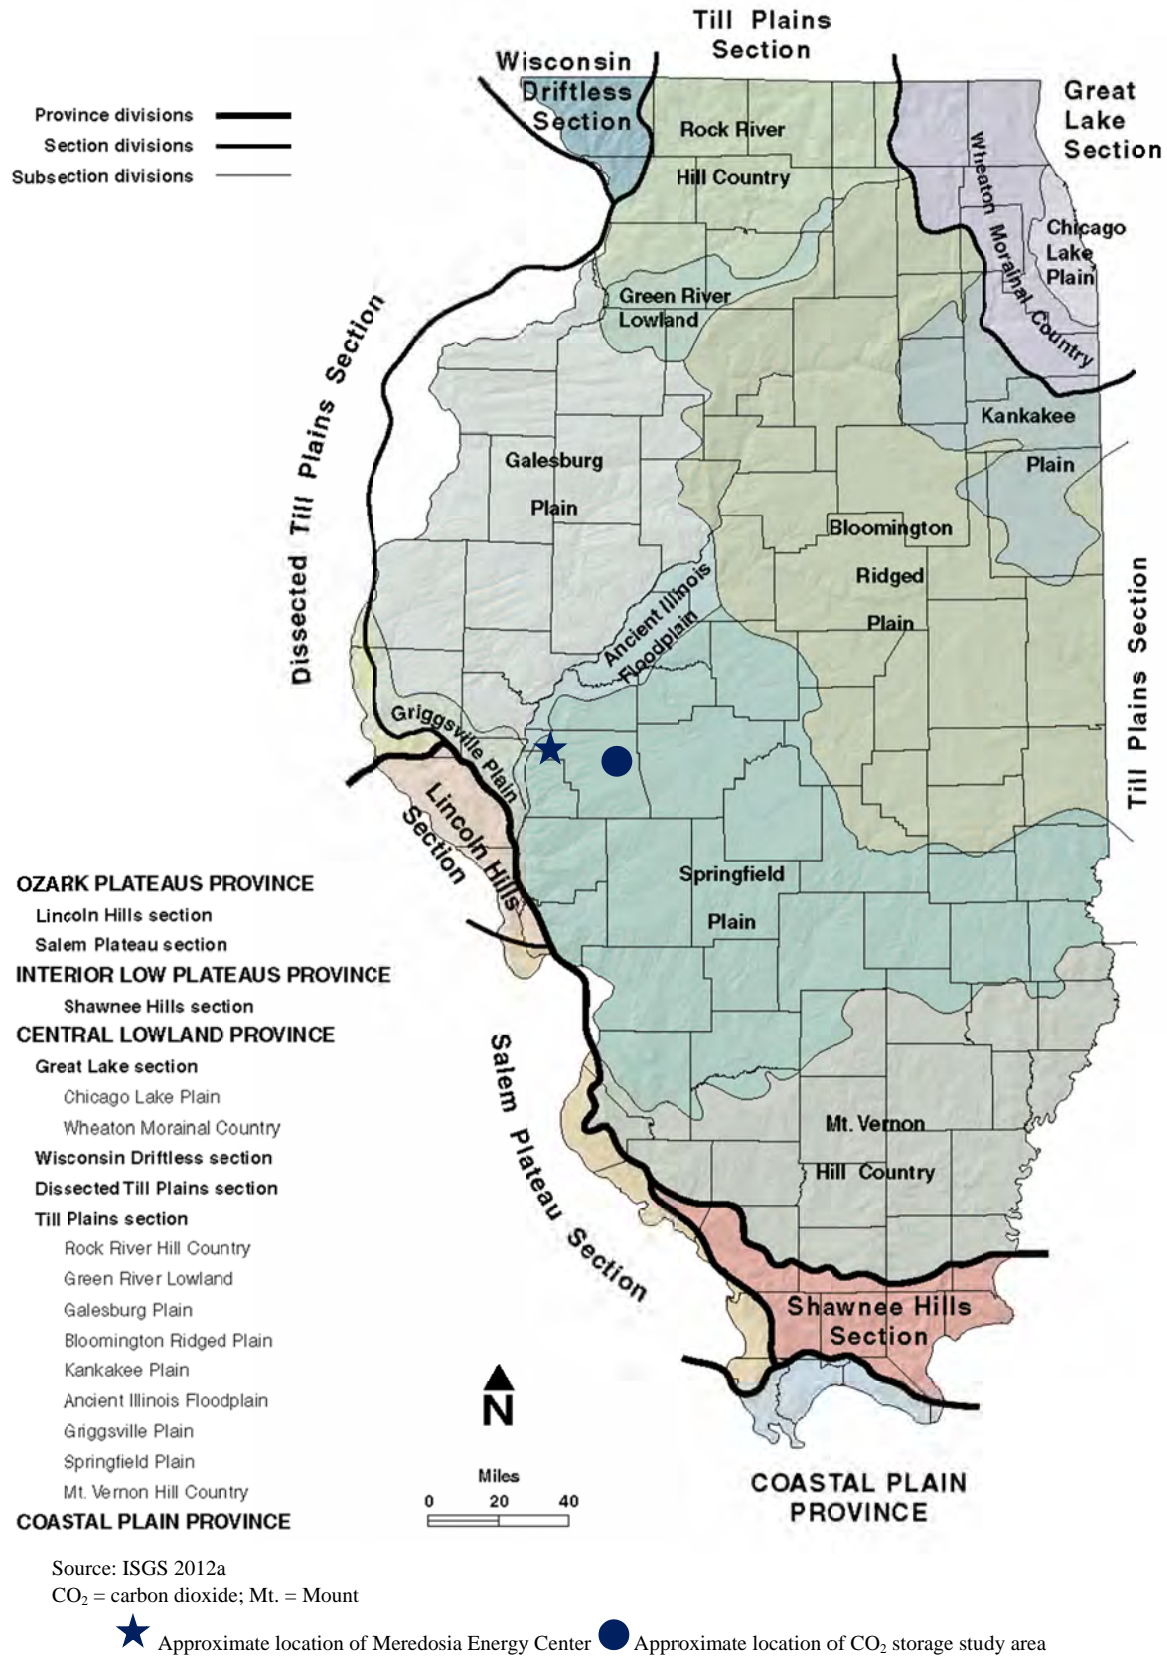 Till Plains
Section
Wisconsin
Driftless
Section
Great
Lake
Section
Province divisions
Section divisions
Subsection divisions
Rock River
Hill Country
Wheaton Morainal Country
Chicago
Lake
Plain
Green River
Lowland
Dissected Till Plains Section
Kankakee
Plain
Galesburg
Plain
Bloomington
Ridged
Plain
Ancient Illinois
Floodplain
Till Plains Section
Griggsville Plain
Lincoln Hills
Section
Springfield
Plain
OZARK PLATEAUS PROVINCE
Lincoln Hills section
Salem Plateau section
INTERIOR LOW PLATEAUS PROVINCE
Shawnee Hills section
CENTRAL LOWLAND PROVINCE
Great Lake section
Chicago Lake Plain
Wheaton Morainal Country
Wisconsin Driftless section
Dissected Till Plains section
Till Plains section
Rock River Hill Country
Green River Lowland
Galesburg Plain
Bloomington Ridged Plain
Kankakee Plain
Ancient Illinois Floodplain
Griggsville Plain
Springfield Plain
Mt. Vernon Hill Country
COASTAL PLAIN PROVINCE
Salem Plateau Section
Mt. Vernon
Hill Country
Shawnee Hills
Section
N
Miles
0 20 40
COASTAL PLAIN
PROVINCE
Source: ISGS 2012a
CO₂ = carbon dioxide; Mt. = Mount
Approximate location of Meredosia Energy Center Approximate location of CO₂ storage study area